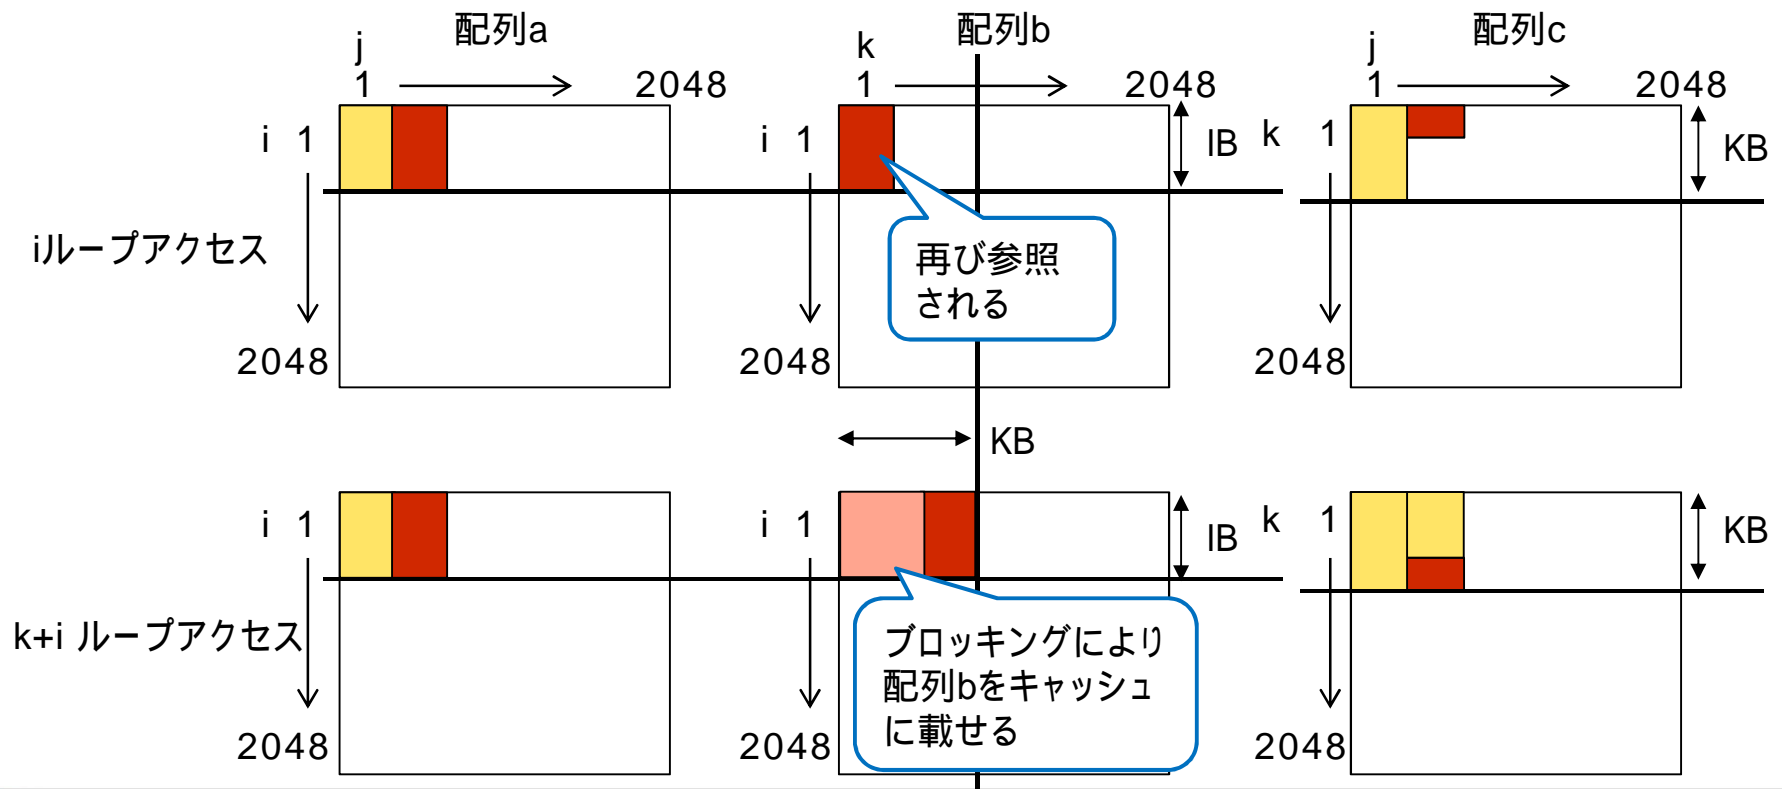 配列a
配列b
配列c
j
k
j
1
2048
1
2048
1
2048
i 1
i 1
IB
k 1
KB
iループアクセス
再び参照
される
2048
2048
2048
KB
i 1
i 1
IB
k 1
KB
k+i ループアクセス
ブロッキングにより
配列bをキャッシュ
に載せる
2048
2048
2048